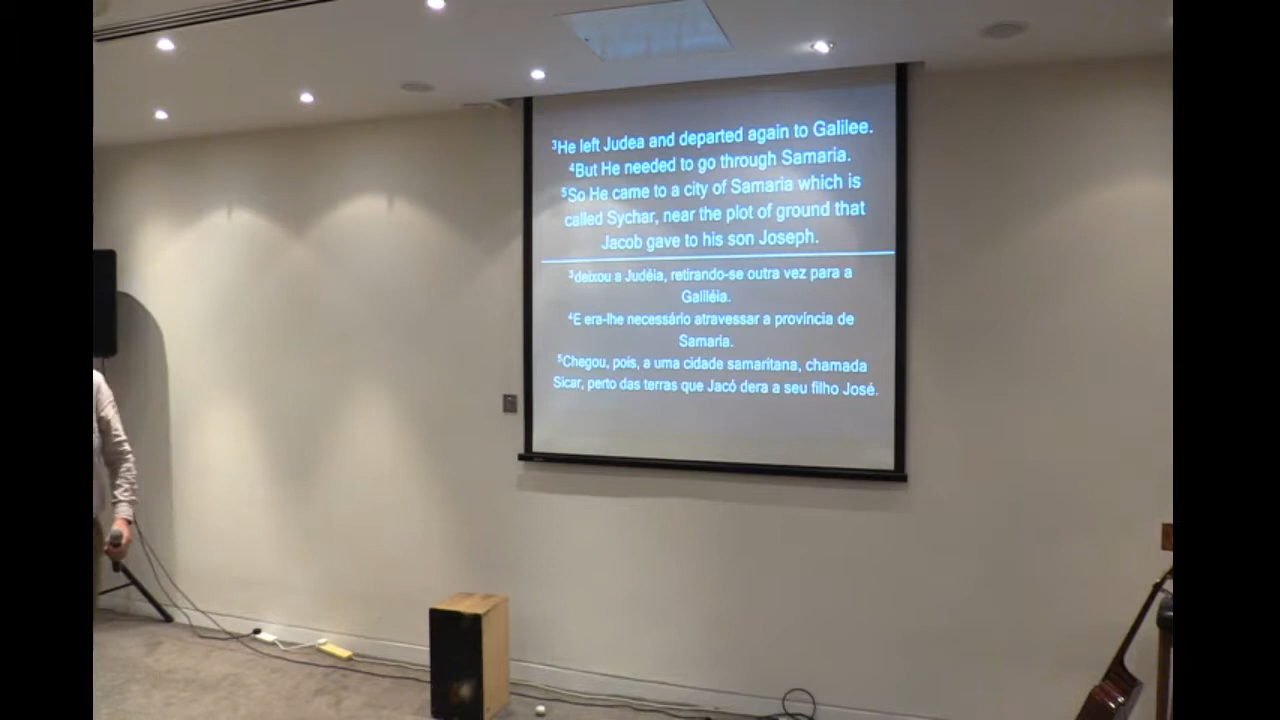 ³He left Judea and departed again to Galilee.
⁴But He needed to go through Samaria.
⁵So He came to a city of Samaria which is
called Sychar, near the plot of ground that
Jacob gave to his son Joseph.
³deixou a Judéia, retirando-se outra vez para a
Galiléia.
⁴E era-lhe necessário atravessar a província de
Samaria.
⁵Chegou, pois, a uma cidade samaritana, chamada
Sicar, perto das terras que Jacó dera a seu filho José.